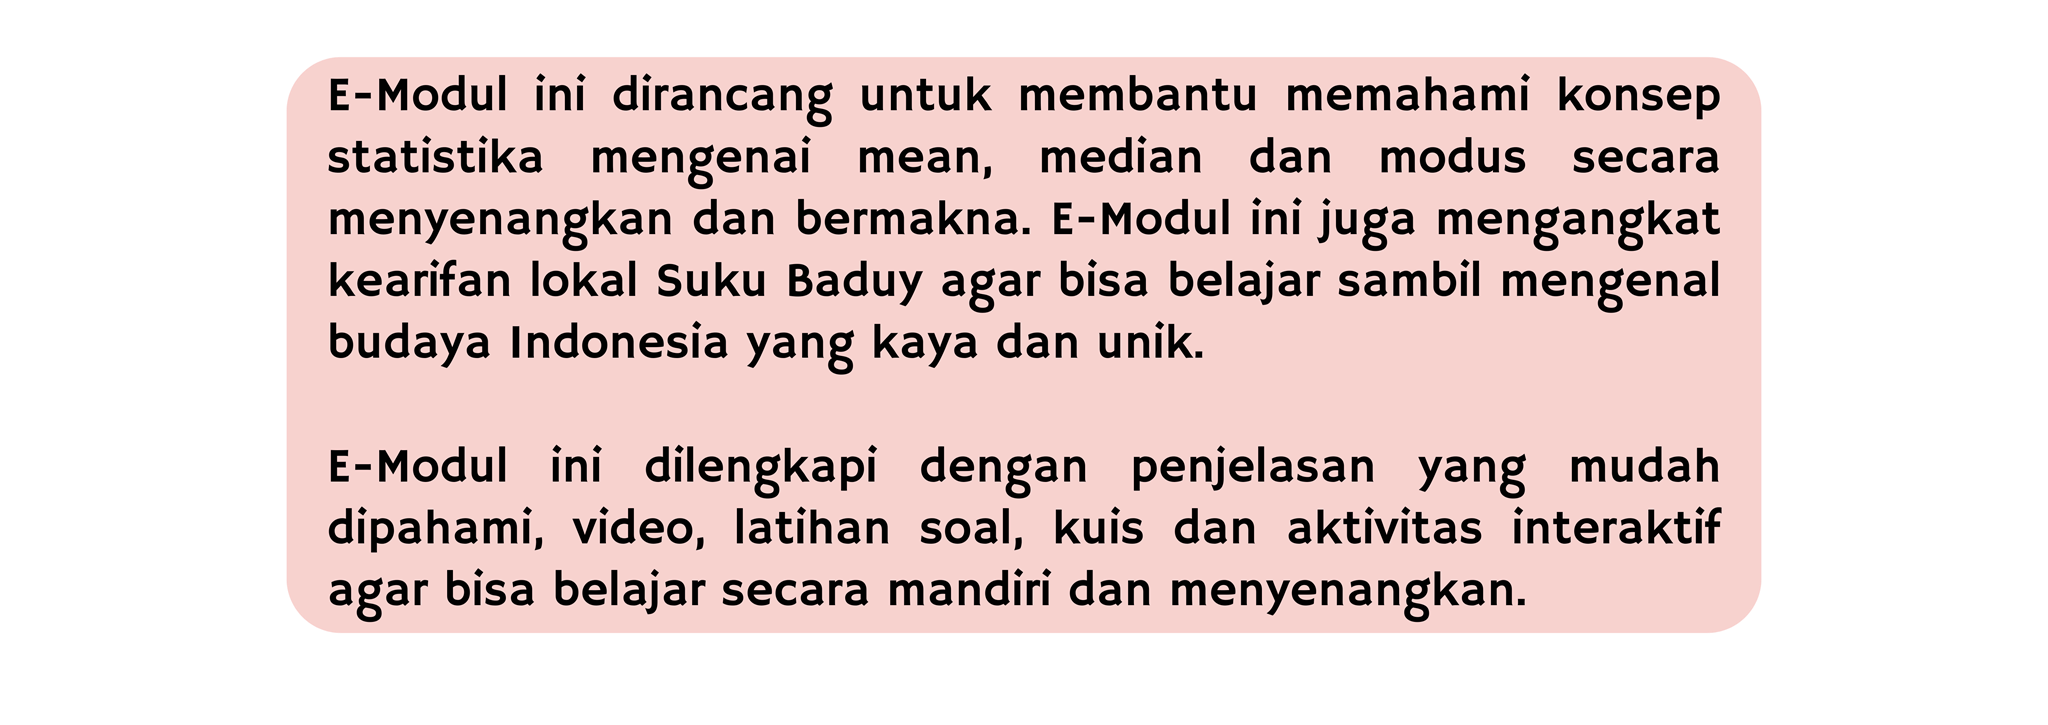 E-Modul ini dirancang untuk membantu memahami konsep
statistika mengenai mean, median dan modus secara
menyenangkan dan bermakna. E-Modul ini juga mengangkat
kearifan lokal Suku Baduy agar bisa belajar sambil mengenal
budaya Indonesia yang kaya dan unik.
E-Modul ini dilengkapi dengan penjelasan yang mudah
dipahami, video, latihan soal, kuis dan aktivitas interaktif
agar bisa belajar secara mandiri dan menyenangkan.